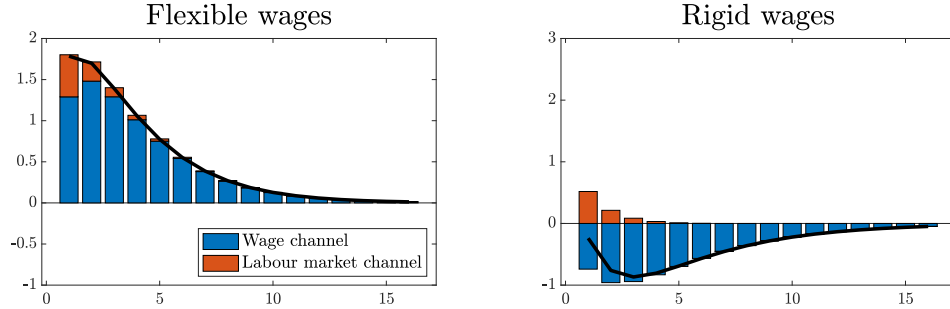 Flexible wages
2
1.5
1
0.5
0
-0.5
-1
0 5 10 15
Wage channel
Labour market channel
Rigid wages
3
2
1
0
-1
0 5 10 15